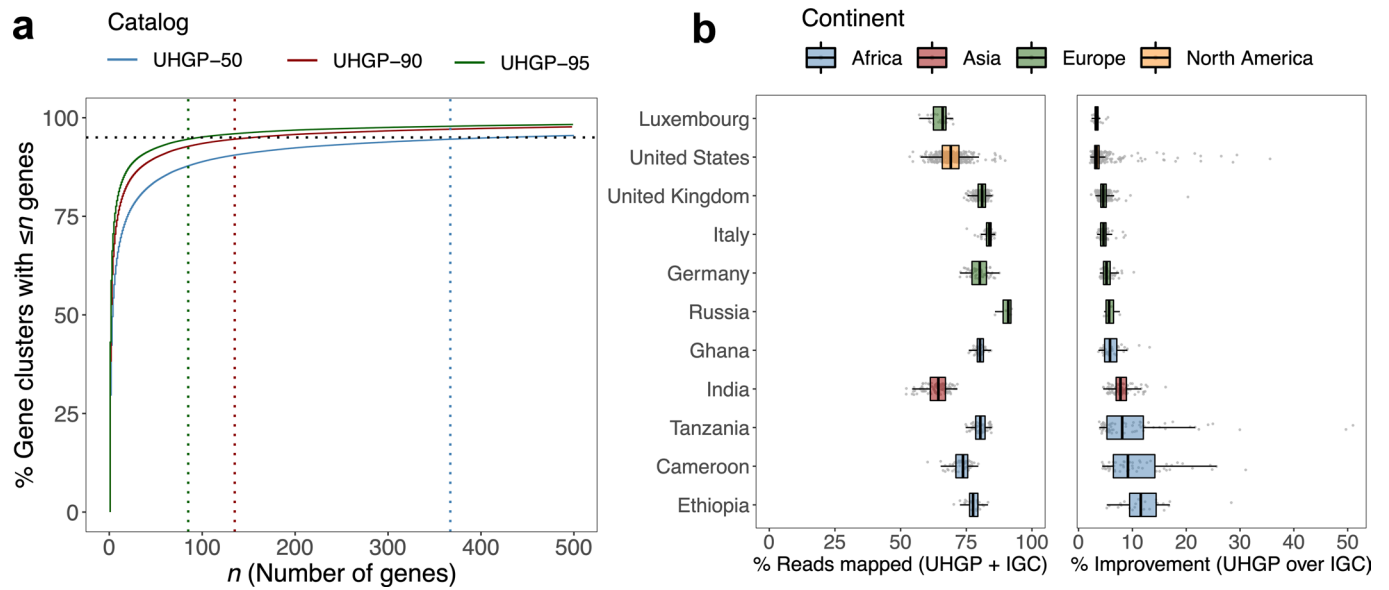 a
Catalog
UHGP−50 UHGP−90 UHGP−95
% Gene clusters with ≤n genes
100
75
50
25
0
0 100 200 300 400 500
n (Number of genes)
b
Continent
Africa Asia Europe North America
Luxembourg
United States
United Kingdom
Italy
Germany
Russia
Ghana
India
Tanzania
Cameroon
Ethiopia
0 25 50 75 100
% Reads mapped (UHGP + IGC)
0 10 20 30 40 50
% Improvement (UHGP over IGC)